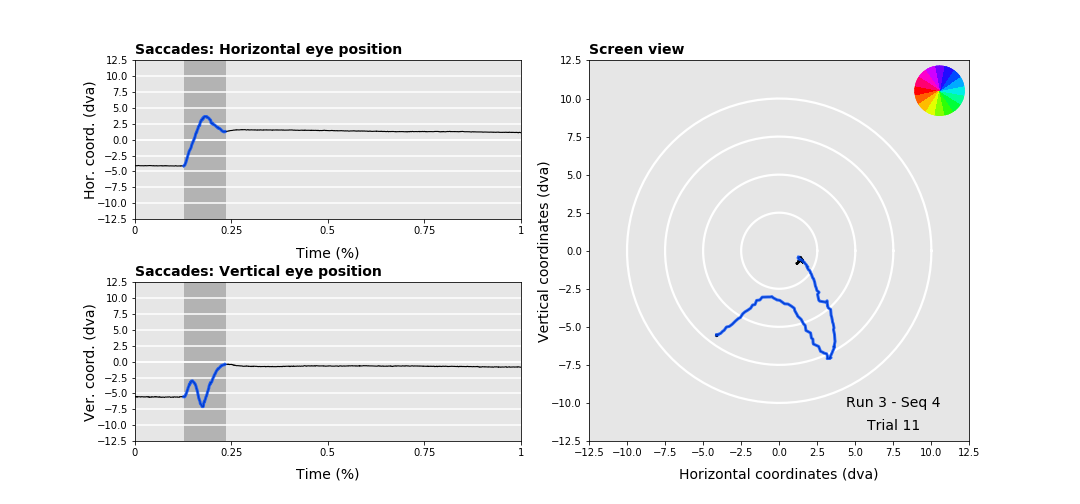 Saccades: Horizontal eye position
Hor. coord. (dva)
12.5
10.0
7.5
5.0
2.5
0.0
−2.5
−5.0
−7.5
−10.0
−12.5
0 0.25 0.5 0.75 1
Time (%)
Saccades: Vertical eye position
Ver. coord. (dva)
12.5
10.0
7.5
5.0
2.5
0.0
−2.5
−5.0
−7.5
−10.0
−12.5
0 0.25 0.5 0.75 1
Time (%)
Screen view
Vertical coordinates (dva)
12.5
10.0
7.5
5.0
2.5
0.0
−2.5
−5.0
−7.5
−10.0
−12.5
Run 3 - Seq 4
Trial 11
−12.5 −10.0 −7.5 −5.0 −2.5 0.0 2.5 5.0 7.5 10.0 12.5
Horizontal coordinates (dva)